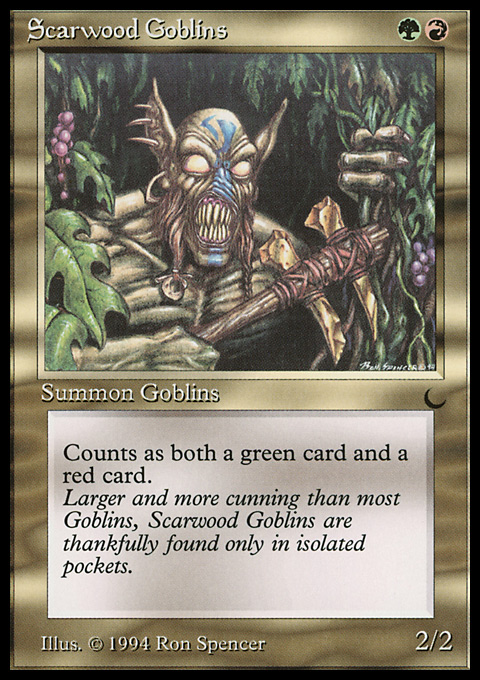 Scarwood Goblins
Summon Goblins
Counts as both a green card and a
red card.
Larger and more cunning than most
Goblins, Scarwood Goblins are
thankfully found only in isolated
pockets.
Illus. © 1994 Ron Spencer
2/2